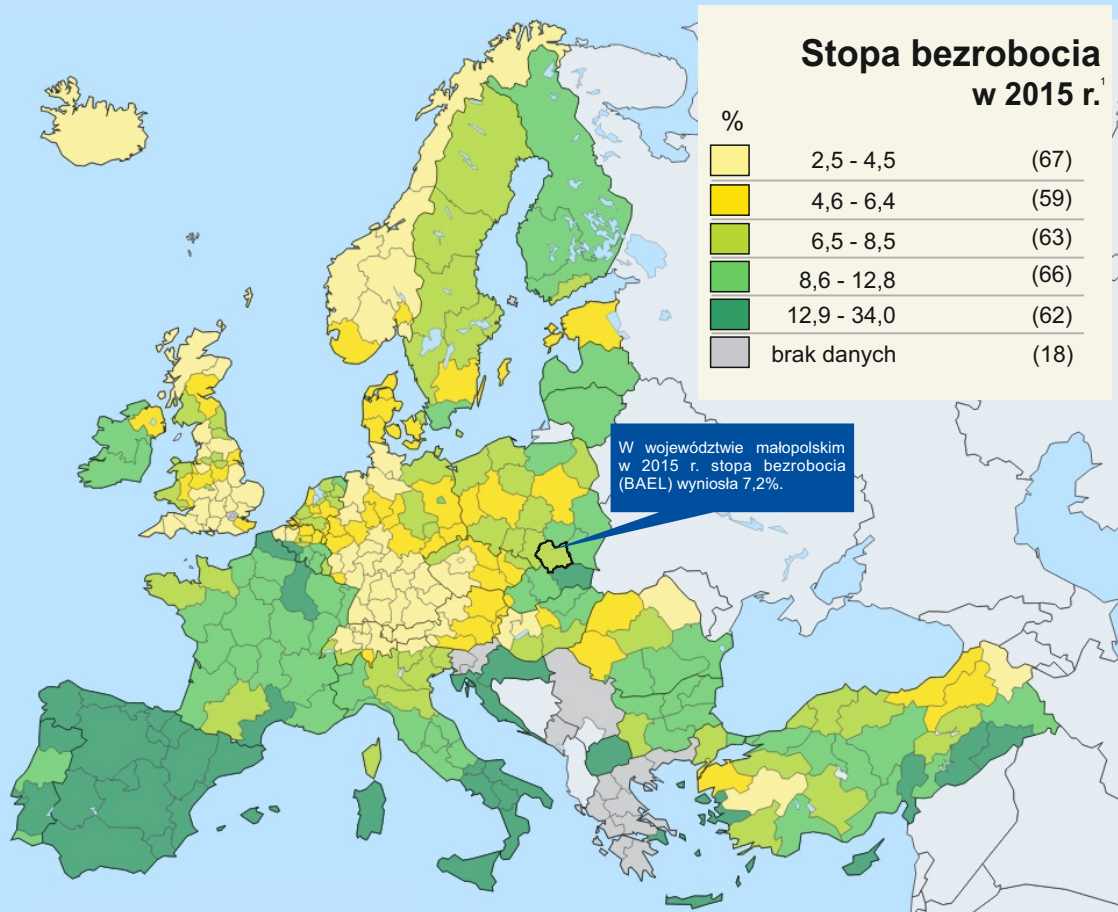 Stopa bezrobocia
w 2015 r.¹
%
2,5 - 4,5 (67)
4,6 - 6,4 (59)
6,5 - 8,5 (63)
8,6 - 12,8 (66)
12,9 - 34,0 (62)
brak danych (18)
W województwie małopolskim
w 2015 r. stopa bezrobocia
(BAEL) wyniosła 7,2%.